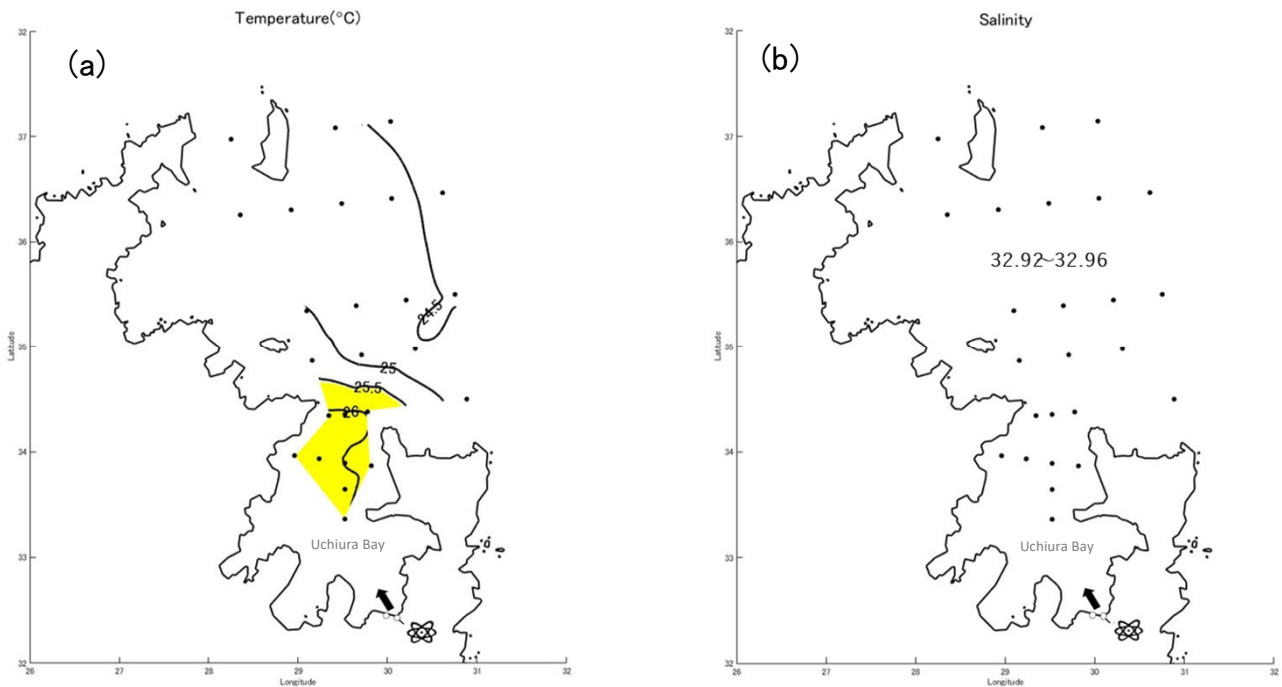 Temperature(°C)
(a)
32
37
36
35
34
33
32
Latitude
24.5
25
25.5
26
Uchiura Bay
26 27 28 29 30 31 32
Longitude
Salinity
(b)
32
37
36
35
34
33
32
Latitude
32.92~32.96
Uchiura Bay
26 27 28 29 30 31 32
Longitude